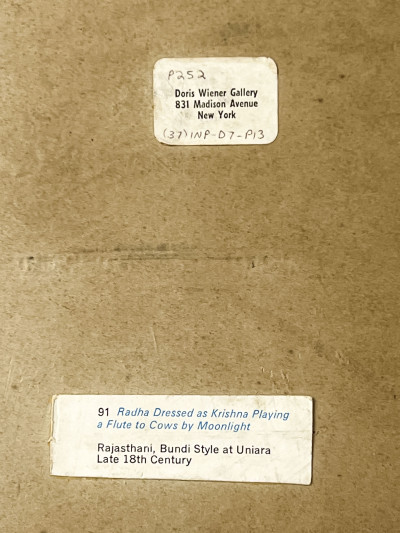 P252
Doris Wiener Gallery
831 Madison Avenue
New York
(37)INP-D7-P13
91 Radha Dressed as Krishna Playing
a Flute to Cows by Moonlight
Rajasthani, Bundi Style at Uniara
Late 18th Century